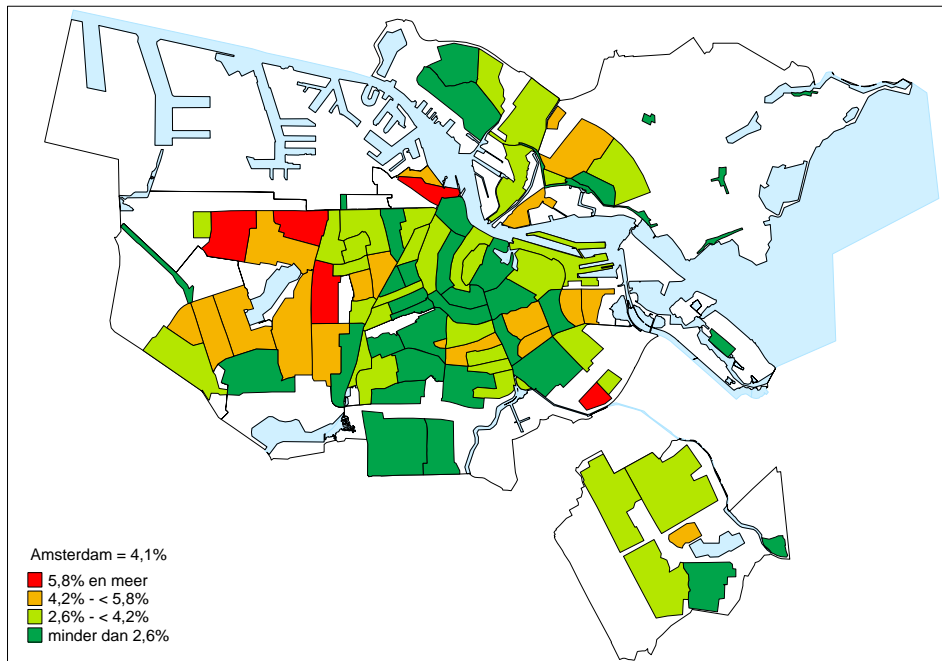 Amsterdam = 4,1%
5,8% en meer
4,2% - < 5,8%
2,6% - < 4,2%
minder dan 2,6%